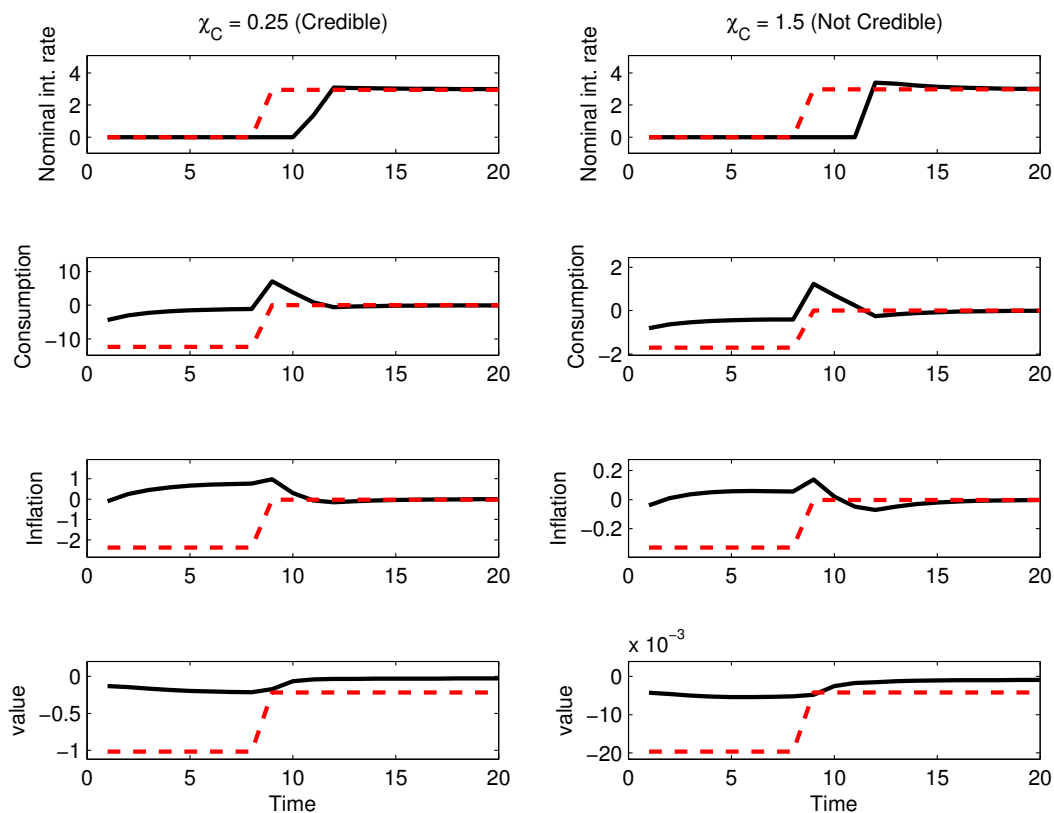 χ_C = 0.25 (Credible)
Nominal int. rate
4
2
0
0 5 10 15 20
Consumption
10
0
−10
0 5 10 15 20
Inflation
1
0
−1
−2
0 5 10 15 20
value
0
−0.5
−1
0 5 10 15 20
Time
χ_C = 1.5 (Not Credible)
Nominal int. rate
4
2
0
0 5 10 15 20
Consumption
2
0
−2
0 5 10 15 20
Inflation
0.2
0
−0.2
0 5 10 15 20
x 10^−3
value
0
−10
−20
0 5 10 15 20
Time